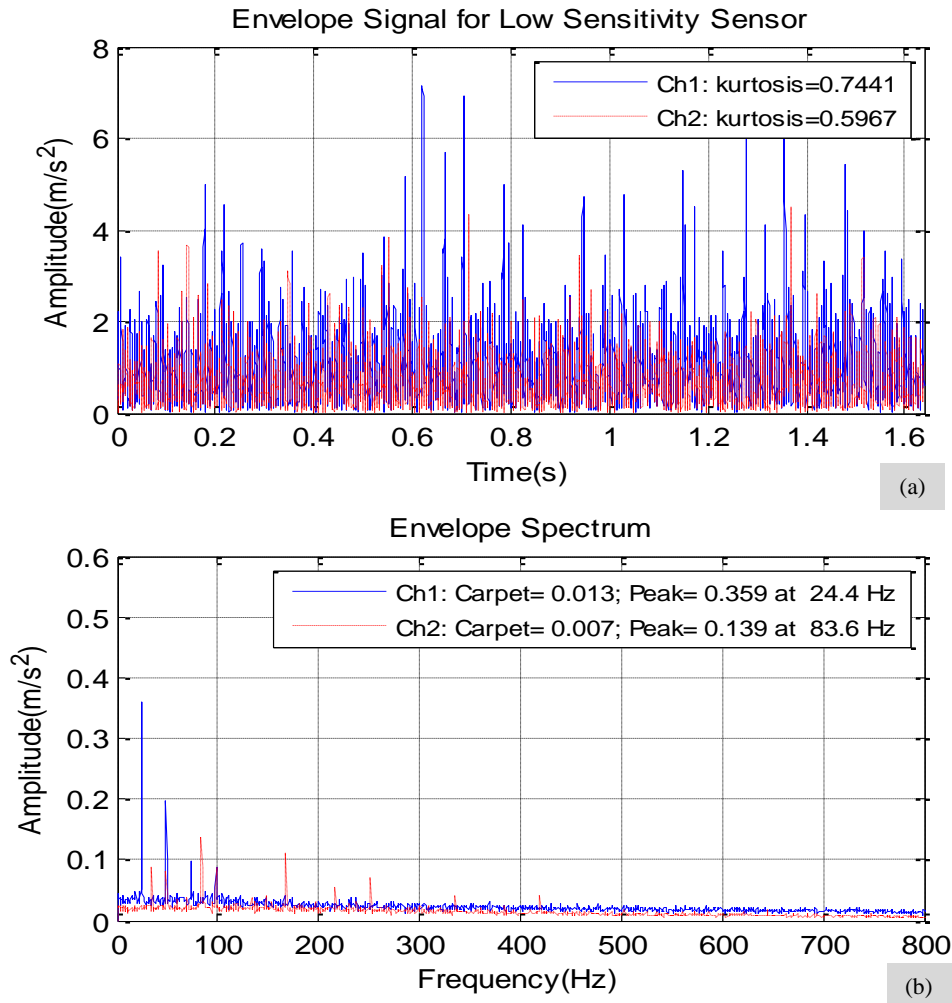 Envelope Signal for Low Sensitivity Sensor
8
6
4
2
0
Amplitude(m/s²)
Ch1: kurtosis=0.7441
Ch2: kurtosis=0.5967
0 0.2 0.4 0.6 0.8 1 1.2 1.4 1.6
Time(s)
(a)
Envelope Spectrum
0.6
0.5
0.4
0.3
0.2
0.1
0
Amplitude(m/s²)
Ch1: Carpet= 0.013; Peak= 0.359 at 24.4 Hz
Ch2: Carpet= 0.007; Peak= 0.139 at 83.6 Hz
0 100 200 300 400 500 600 700 800
Frequency(Hz)
(b)